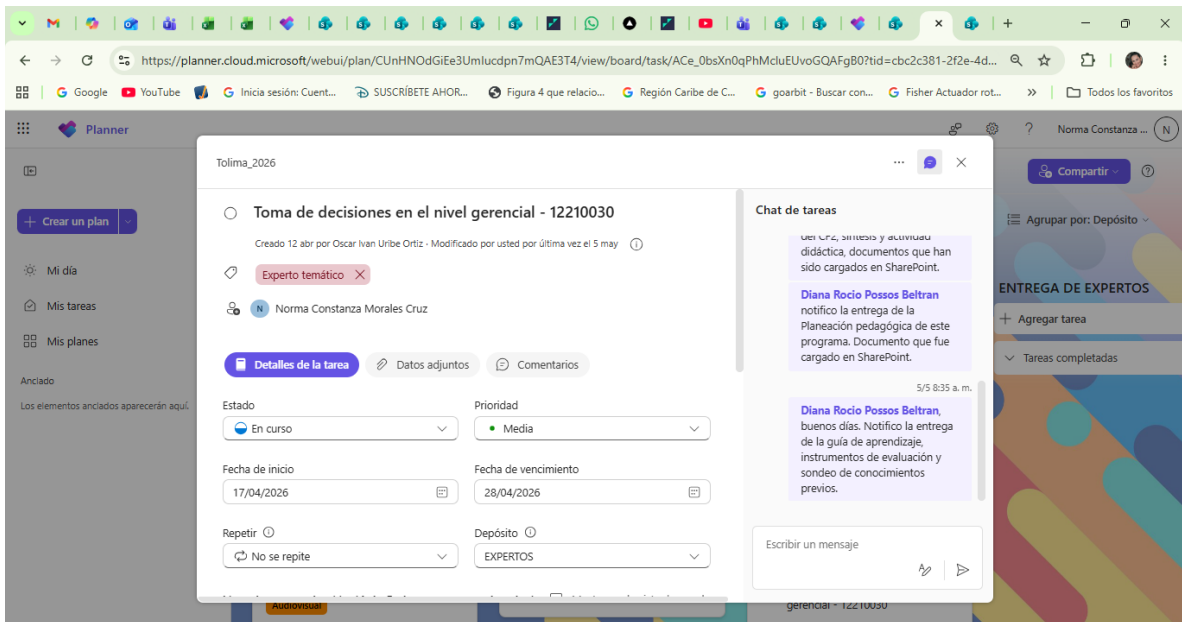 https://planner.cloud.microsoft/webui/plan/CUnHNOdGiEe3Umlucdpn7mQAE3T4/view/board/task/ACe_0bsXn0qPhMcluEUvoGQAFgB0?tid=cbc2c381-2f2e-4d...
Google
YouTube
Inicia sesión: Cuent...
SUSCRÍBETE AHOR...
Figura 4 que relacio...
Región Caribe de C...
goarbit - Buscar con...
Fisher Actuador rot...
Todos los favoritos
Planner
Norma Constanza ...
N
Crear un plan
Mi día
Mis tareas
Mis planes
Anclado
Los elementos anclados aparecerán aquí.
Tolima_2026
Toma de decisiones en el nivel gerencial - 12210030
Creado 12 abr por Oscar Ivan Uribe Ortiz - Modificado por usted por última vez el 5 may
Experto temático
N Norma Constanza Morales Cruz
Detalles de la tarea
Datos adjuntos
Comentarios
Estado
En curso
Prioridad
Media
Fecha de inicio
17/04/2026
Fecha de vencimiento
28/04/2026
Repetir
No se repite
Depósito
EXPERTOS
Chat de tareas
del CF2, síntesis y actividad
didáctica, documentos que han
sido cargados en SharePoint.
Diana Rocio Possos Beltran
notifico la entrega de la
Planeación pedagógica de este
programa. Documento que fue
cargado en SharePoint.
5/5 8:35 a. m.
Diana Rocio Possos Beltran,
buenos días. Notifico la entrega
de la guía de aprendizaje,
instrumentos de evaluación y
sondeo de conocimientos
previos.
Escribir un mensaje
Compartir
Agrupar por: Depósito
ENTREGA DE EXPERTOS
Agregar tarea
Tareas completadas
Audiovisual
gerencial - 12210030